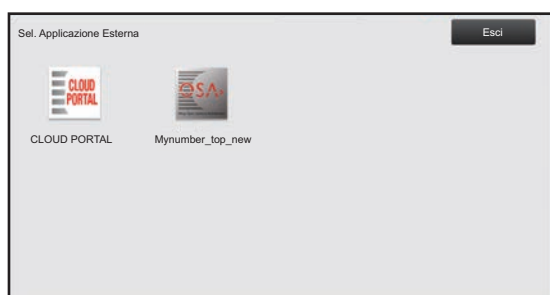 Sel. Applicazione Esterna
Esci
CLOUD
PORTAL
CLOUD PORTAL
Mynumber_top_new